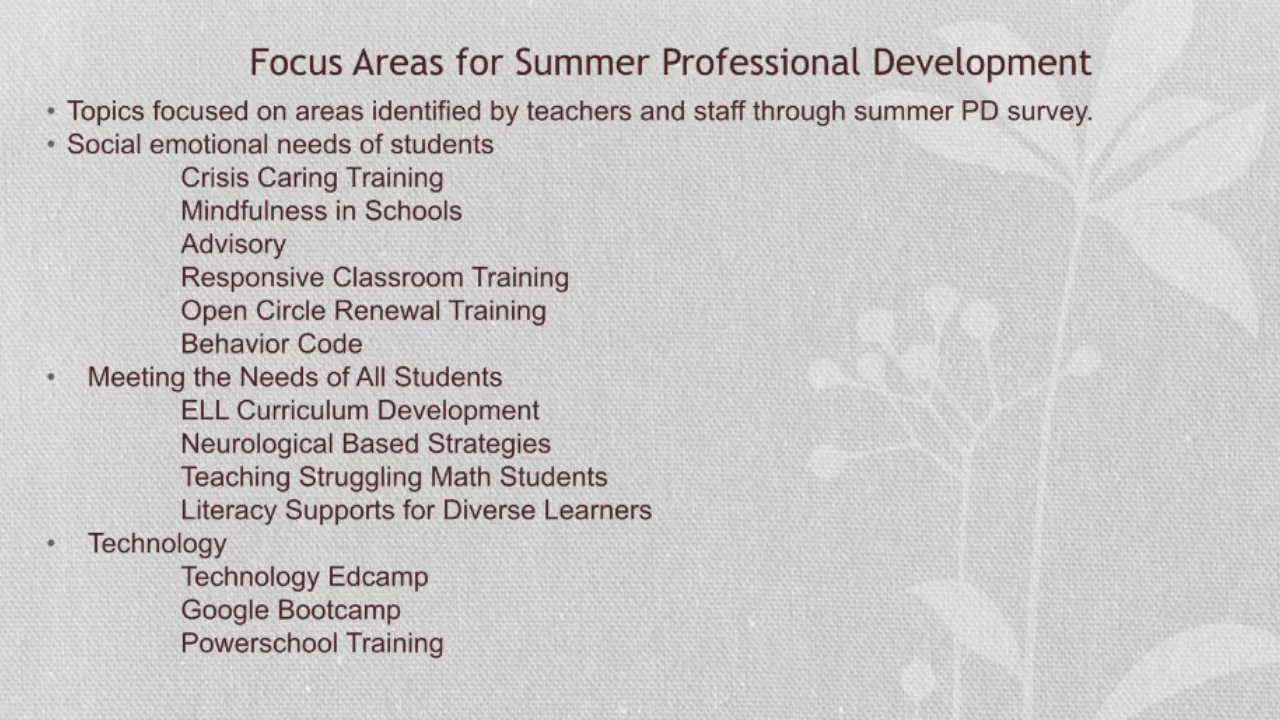 Focus Areas for Summer Professional Development
• Topics focused on areas identified by teachers and staff through summer PD survey.
• Social emotional needs of students
Crisis Caring Training
Mindfulness in Schools
Advisory
Responsive Classroom Training
Open Circle Renewal Training
Behavior Code
• Meeting the Needs of All Students
ELL Curriculum Development
Neurological Based Strategies
Teaching Struggling Math Students
Literacy Supports for Diverse Learners
• Technology
Technology Edcamp
Google Bootcamp
Powerschool Training